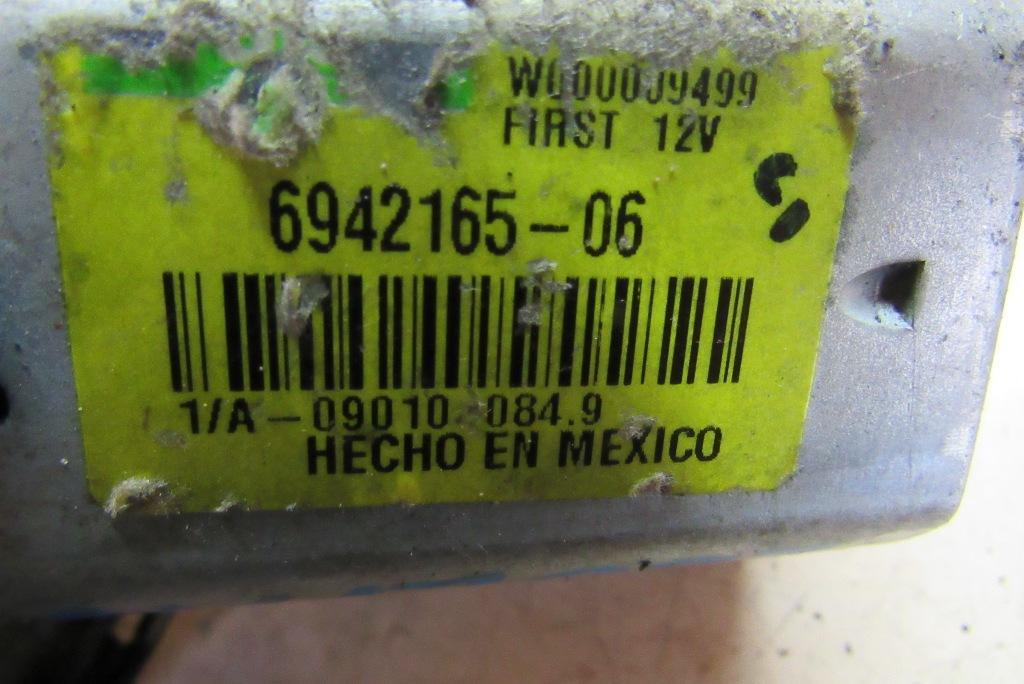 W000009499
FIRST 12V
6942165-06
1/A-09010 084.9
HECHO EN MEXICO